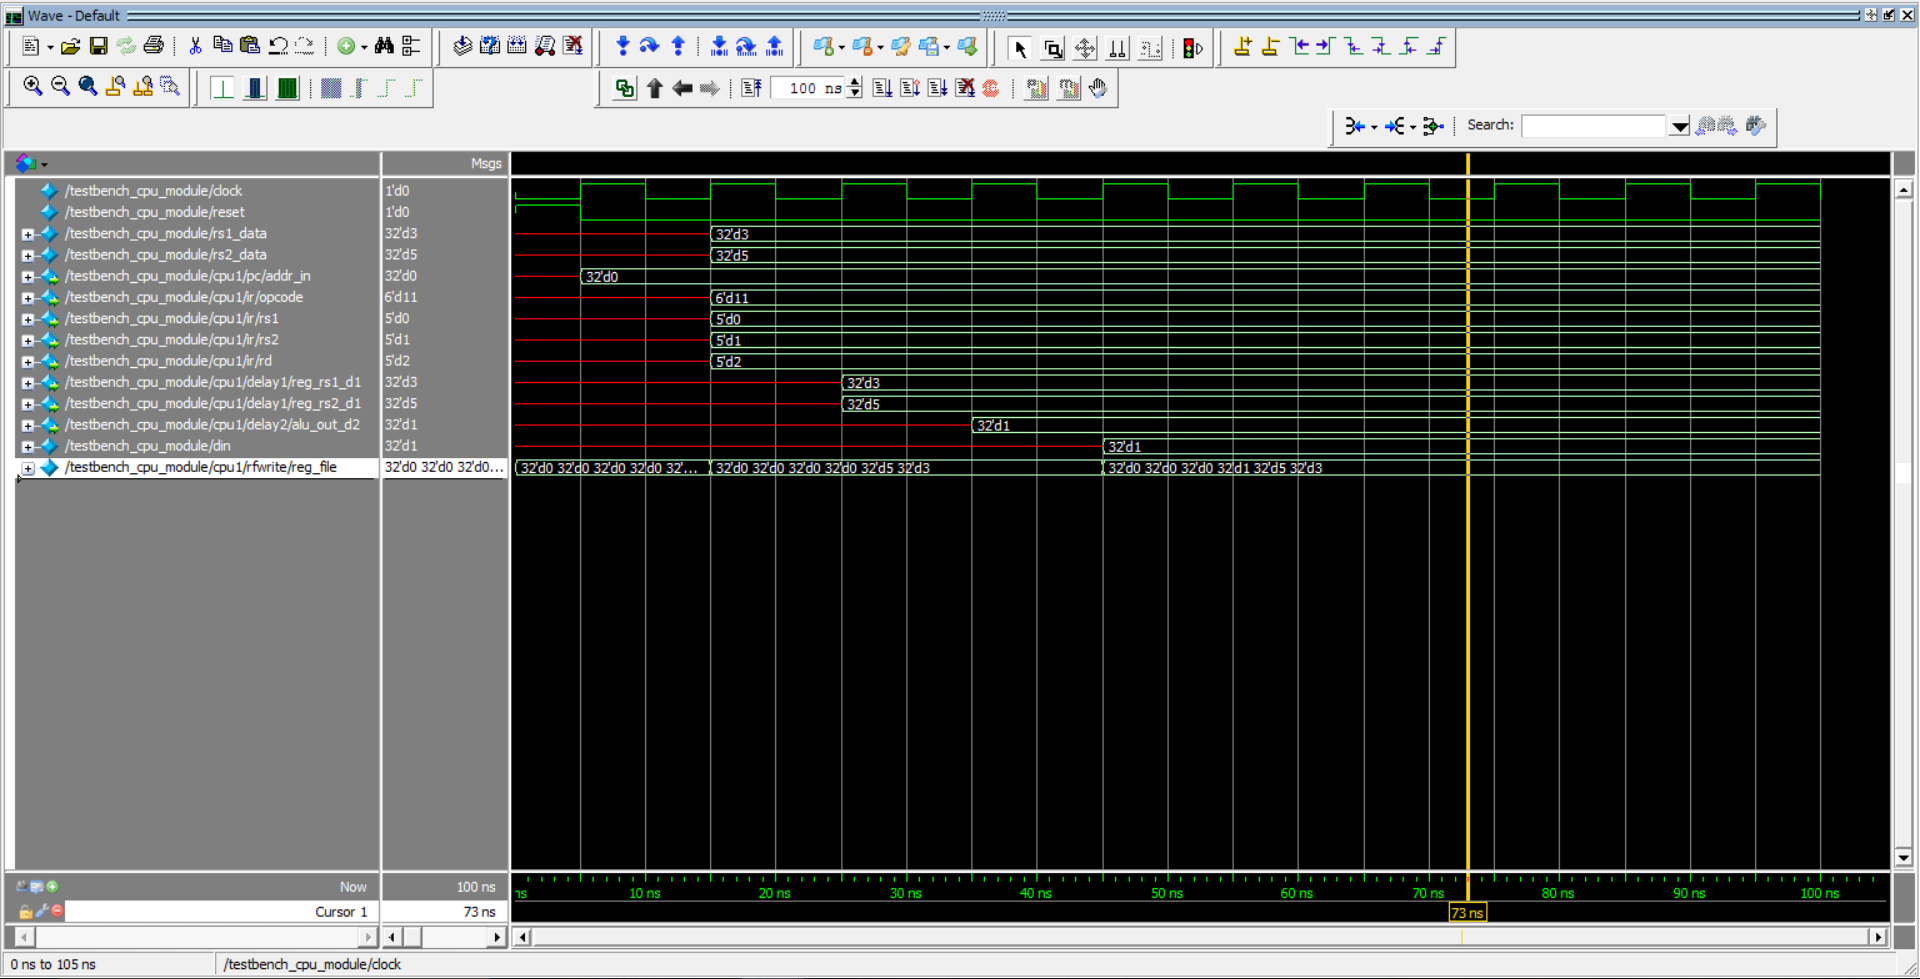 Wave - Default
100 ns
Search:
Msgs
/testbench_cpu_module/clock 1'd0
/testbench_cpu_module/reset 1'd0
/testbench_cpu_module/rs1_data 32'd3 32'd3
/testbench_cpu_module/rs2_data 32'd5 32'd5
/testbench_cpu_module/cpu1/pc/addr_in 32'd0 32'd0
/testbench_cpu_module/cpu1/ir/opcode 6'd11 6'd11
/testbench_cpu_module/cpu1/ir/rs1 5'd0 5'd0
/testbench_cpu_module/cpu1/ir/rs2 5'd1 5'd1
/testbench_cpu_module/cpu1/ir/rd 5'd2 5'd2
/testbench_cpu_module/cpu1/delay1/reg_rs1_d1 32'd3 32'd3
/testbench_cpu_module/cpu1/delay1/reg_rs2_d1 32'd5 32'd5
/testbench_cpu_module/cpu1/delay2/alu_out_d2 32'd1 32'd1
/testbench_cpu_module/din 32'd1 32'd1
/testbench_cpu_module/cpu1/rfwrite/reg_file 32'd0 32'd0 32'd0... 32'd0 32'd0 32'd0 32'd0 32'... 32'd0 32'd0 32'd0 32'd0 32'd5 32'd3 32'd0 32'd0 32'd0 32'd1 32'd5 32'd3
Now 100 ns ns 10 ns 20 ns 30 ns 40 ns 50 ns 60 ns 70 ns 80 ns 90 ns 100 ns
Cursor 1 73 ns 73 ns
0 ns to 105 ns /testbench_cpu_module/clock